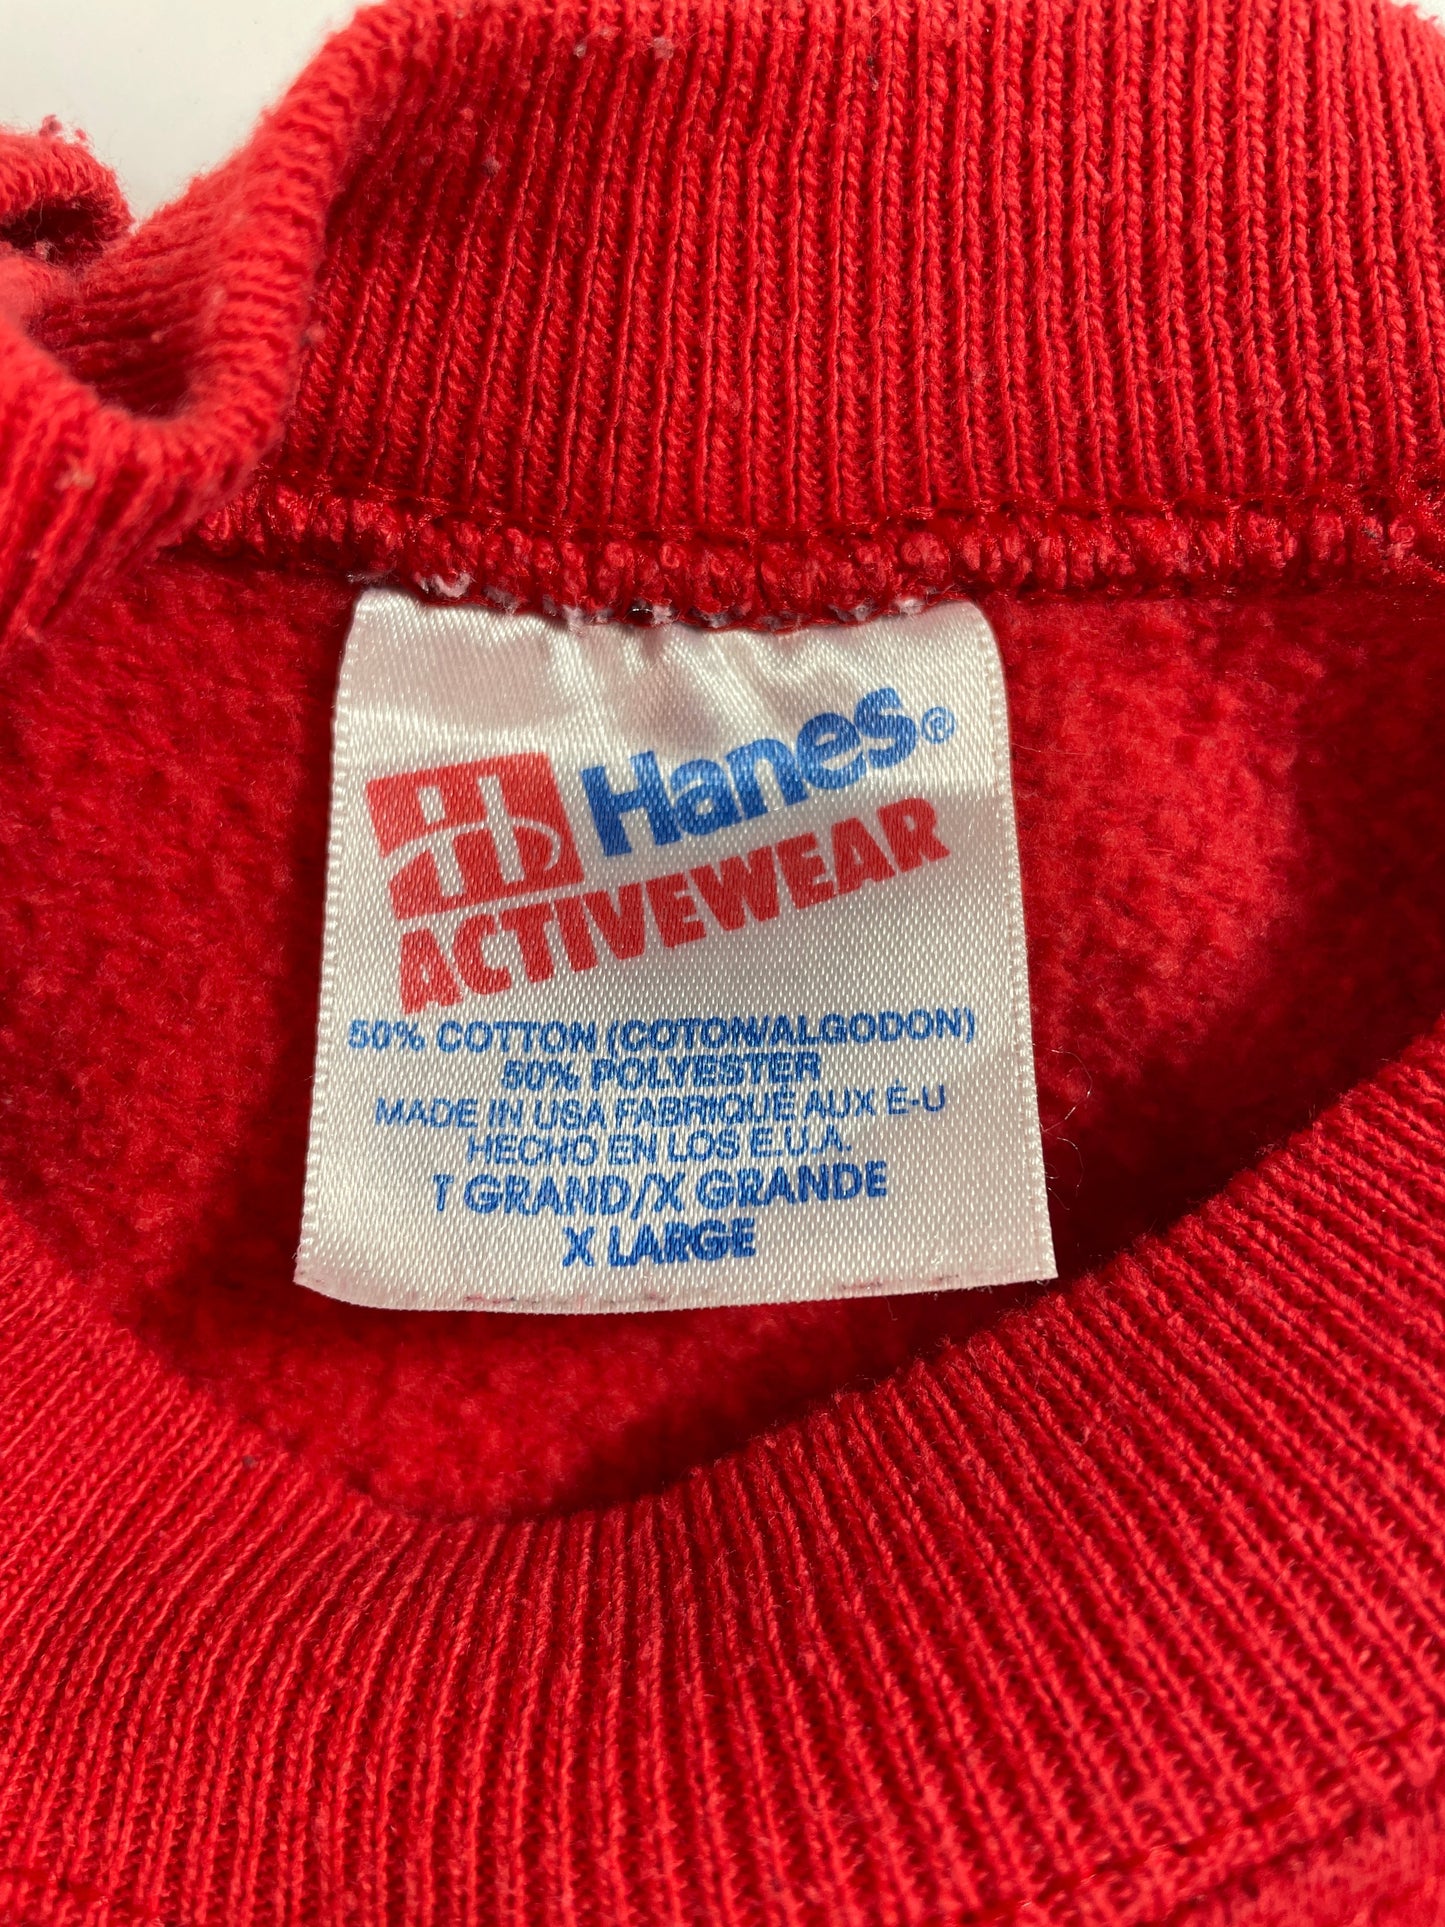 Hanes®
ACTIVEWEAR
50% COTTON (COTON/ALGODON)
50% POLYESTER
MADE IN USA FABRIQUE AUX É-U
HECHO EN LOS E.U.A.
T GRAND/X GRANDE
X LARGE